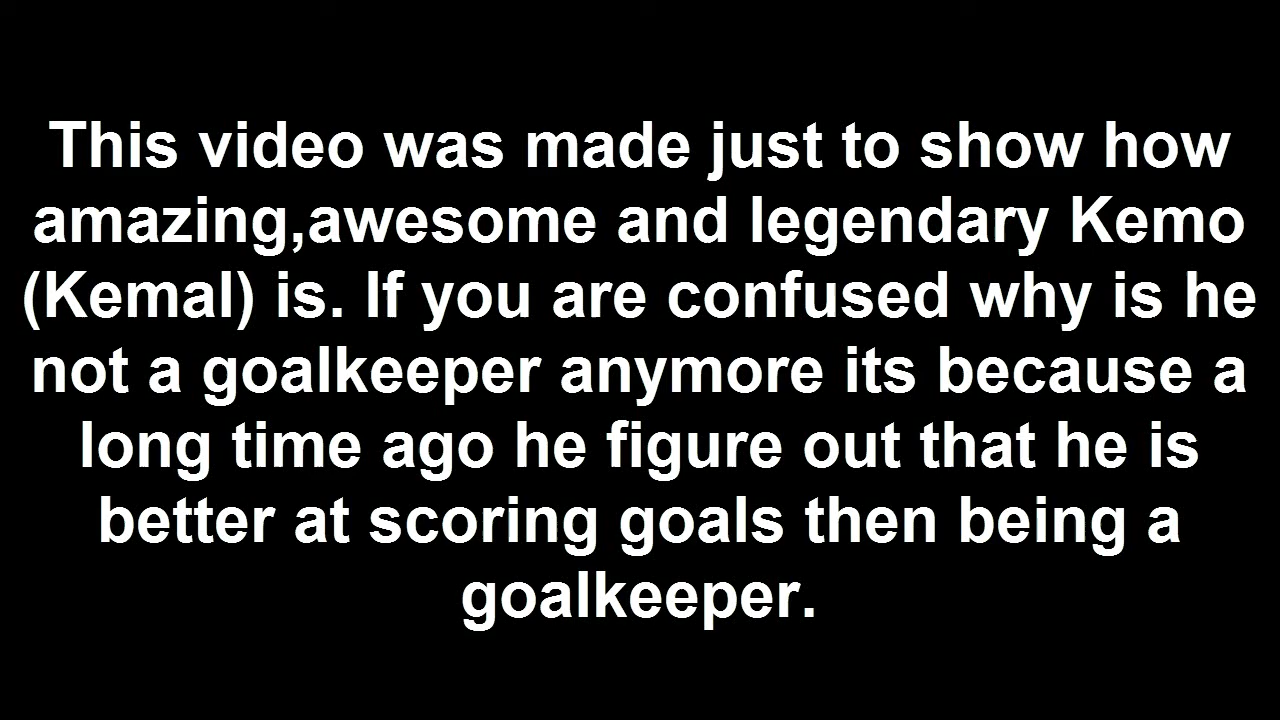 This video was made just to show how
amazing,awesome and legendary Kemo
(Kemal) is. If you are confused why is he
not a goalkeeper anymore its because a
long time ago he figure out that he is
better at scoring goals then being a
goalkeeper.